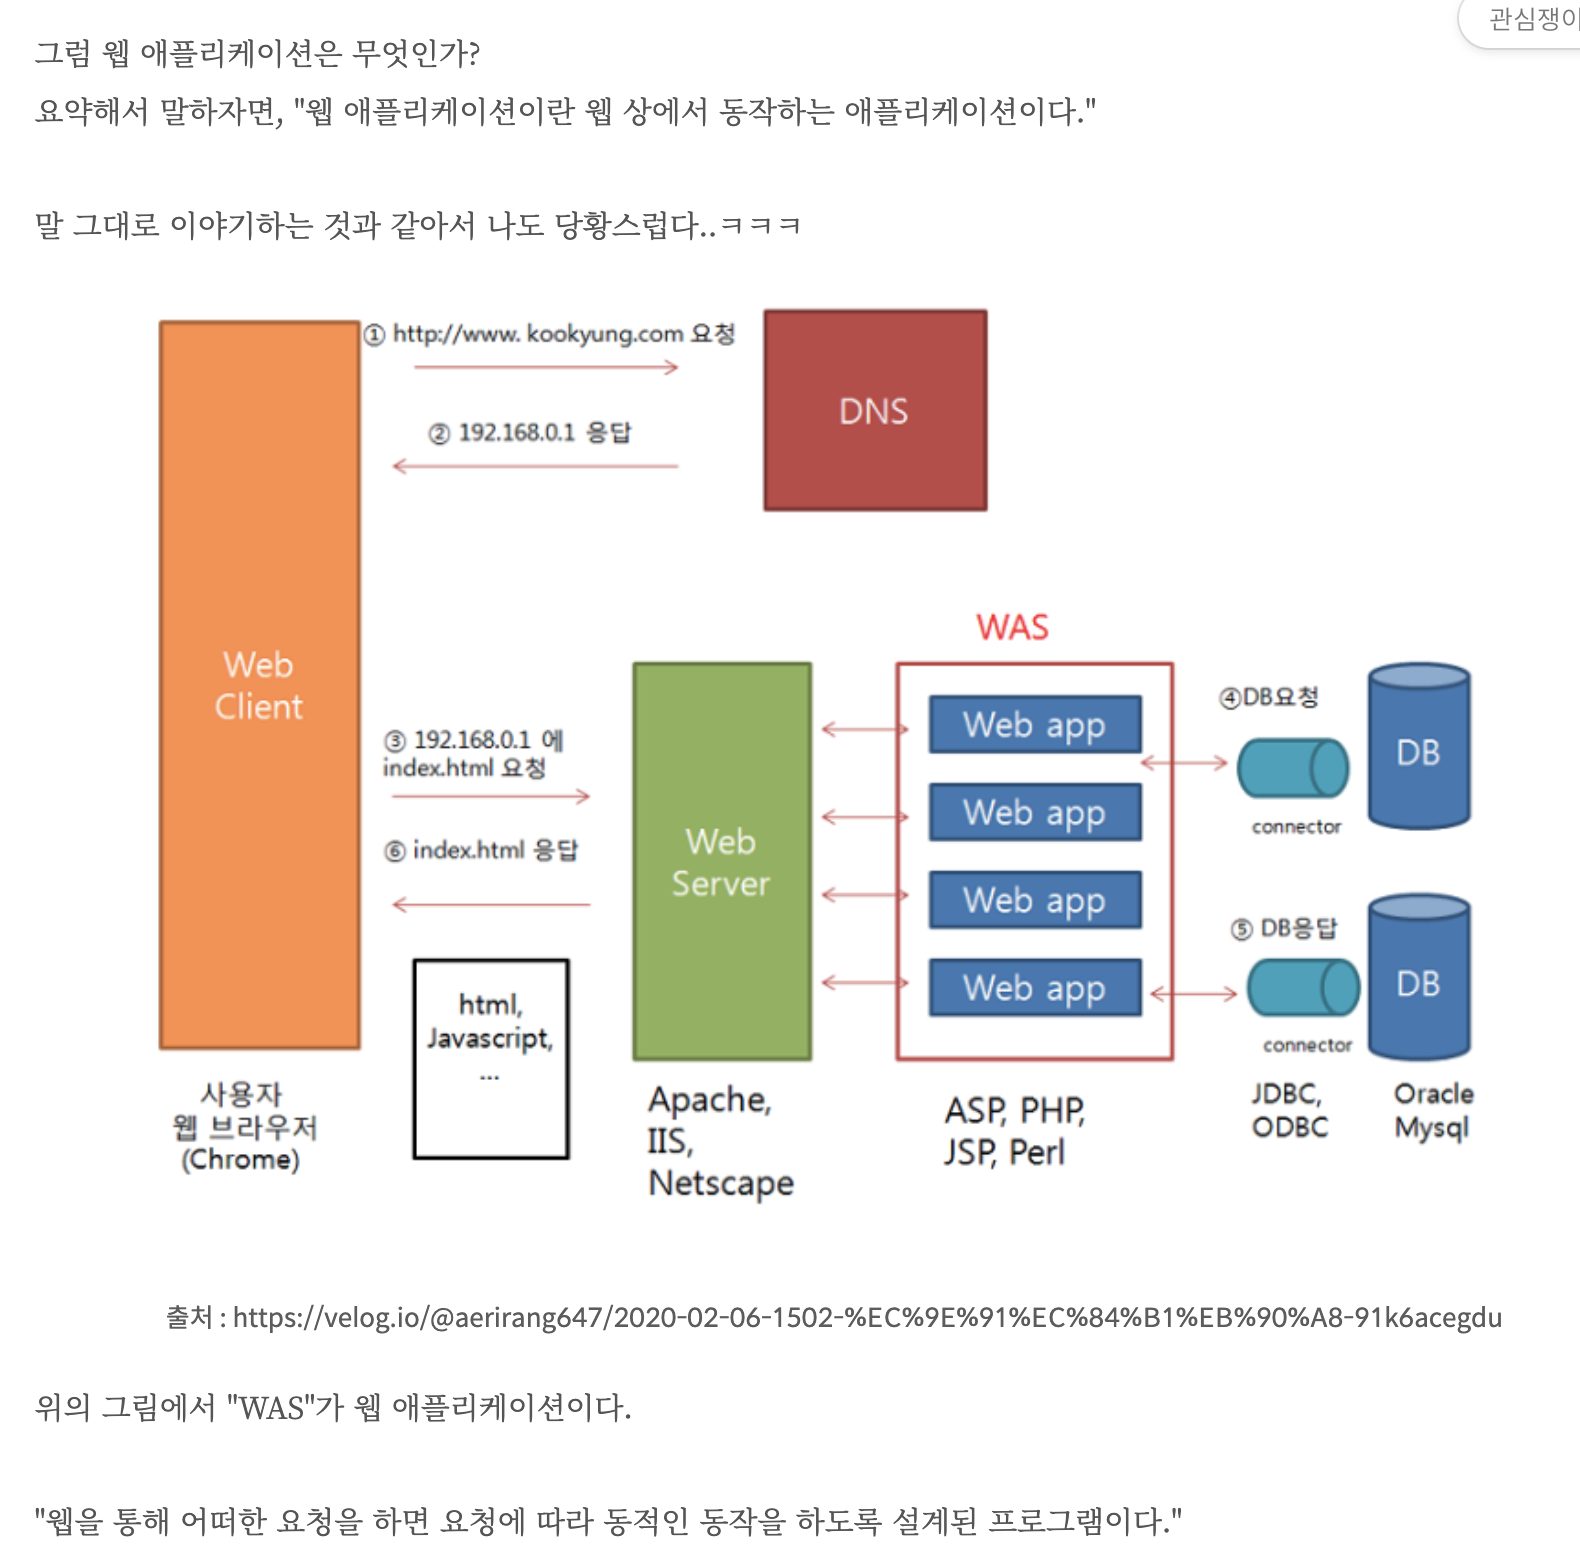 관심쟁이
그럼 웹 애플리케이션은 무엇인가?
요약해서 말하자면, "웹 애플리케이션이란 웹 상에서 동작하는 애플리케이션이다."
말 그대로 이야기하는 것과 같아서 나도 당황스럽다..ㅋㅋㅋ
① http://www. kookyung.com 요청
DNS
② 192.168.0.1 응답
WAS
Web
Client
Web app
④DB요청
DB
③ 192.168.0.1 에
index.html 요청
Web app
connector
⑥ index.html 응답
Web
Server
Web app
⑤ DB응답
Web app
DB
html,
Javascript,
...
connector
사용자
웹 브라우저
(Chrome)
Apache,
IIS,
Netscape
ASP, PHP,
JSP, Perl
JDBC,
ODBC
Oracle
Mysql
출처 : https://velog.io/@aerirang647/2020-02-06-1502-%EC%9E%91%EC%84%B1%EB%90%A8-91k6acegdu
위의 그림에서 "WAS"가 웹 애플리케이션이다.
"웹을 통해 어떠한 요청을 하면 요청에 따라 동적인 동작을 하도록 설계된 프로그램이다."